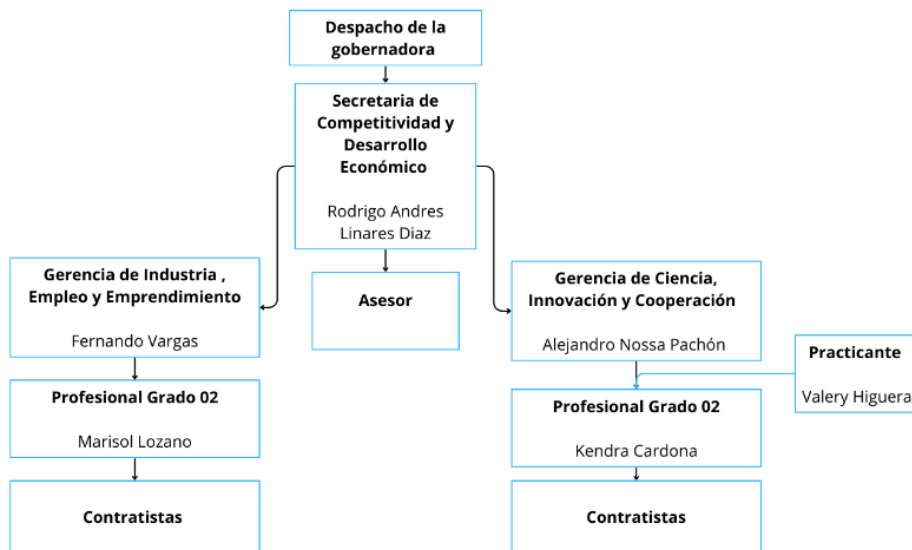 Despacho de la
gobernadora
Secretaria de
Competitividad y
Desarrollo
Económico
Rodrigo Andres
Linares Diaz
Gerencia de Industria ,
Empleo y Emprendimiento
Fernando Vargas
Asesor
Gerencia de Ciencia,
Innovación y Cooperación
Alejandro Nossa Pachón
Practicante
Valery Higuera
Profesional Grado 02
Marisol Lozano
Profesional Grado 02
Kendra Cardona
Contratistas
Contratistas